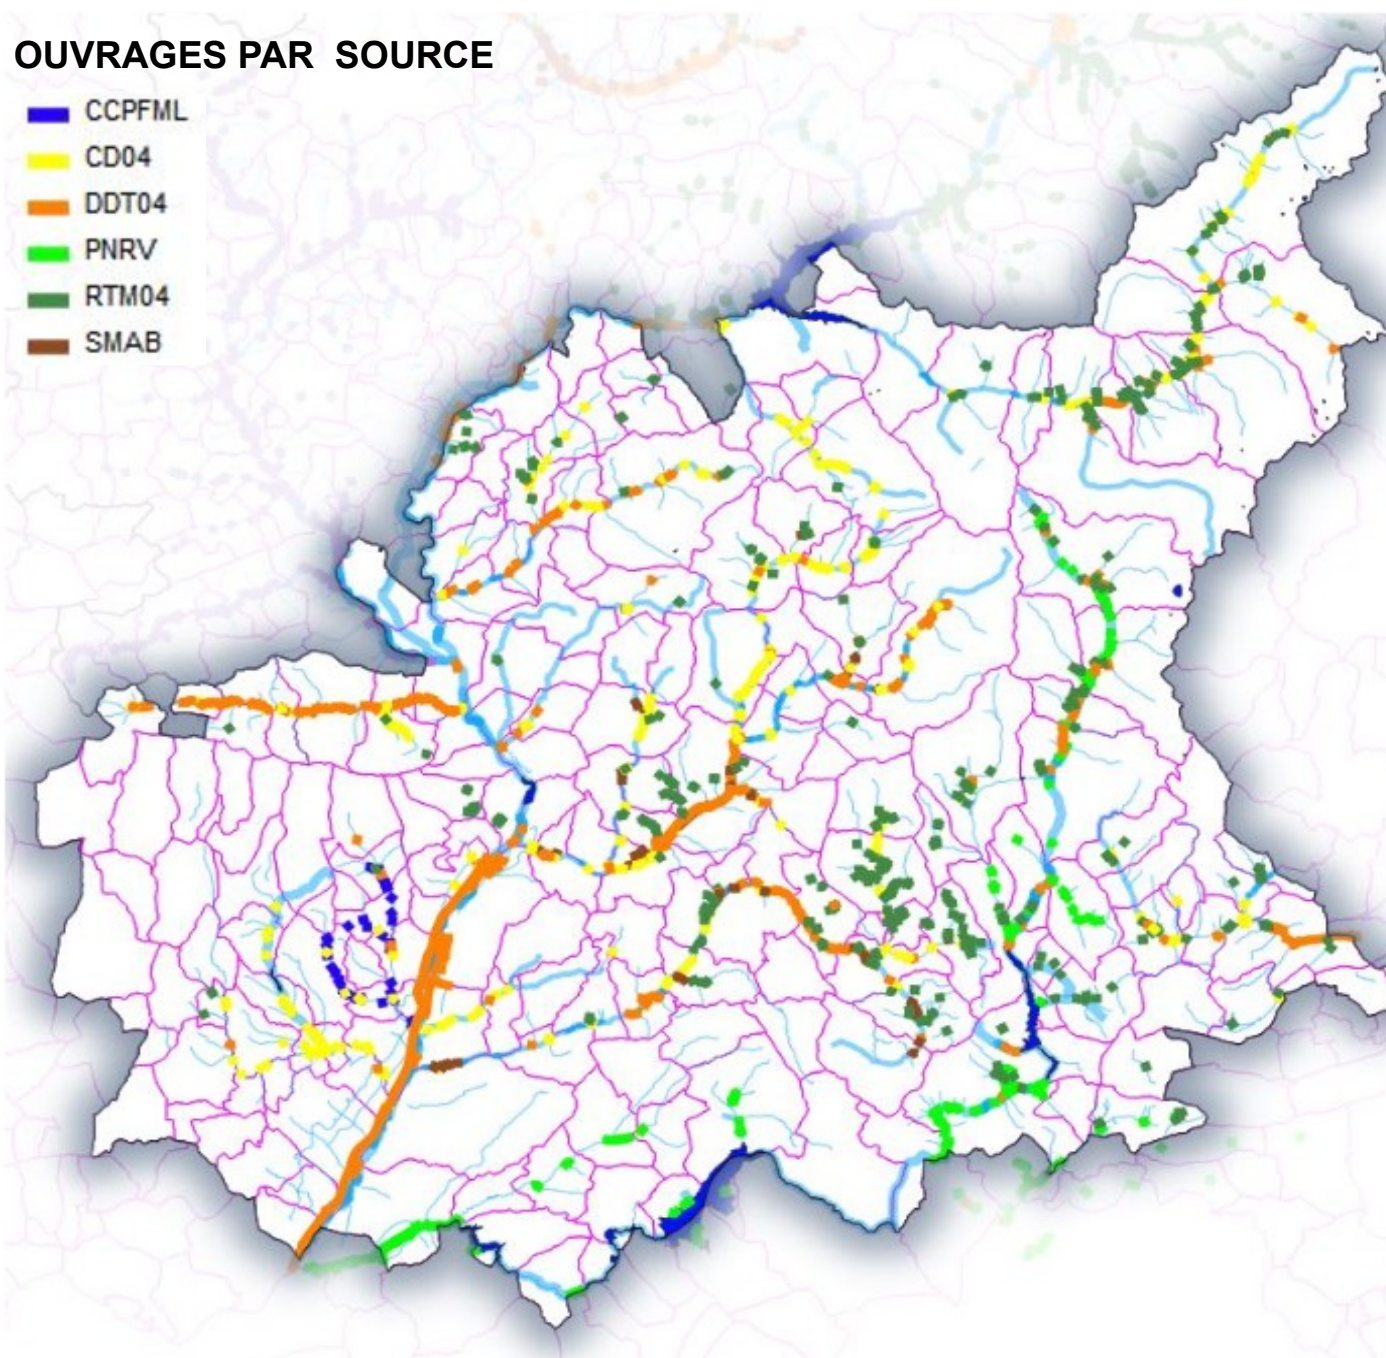 OUVRAGES PAR SOURCE
CCPFML
CD04
DDT04
PNRV
RTM04
SMAB